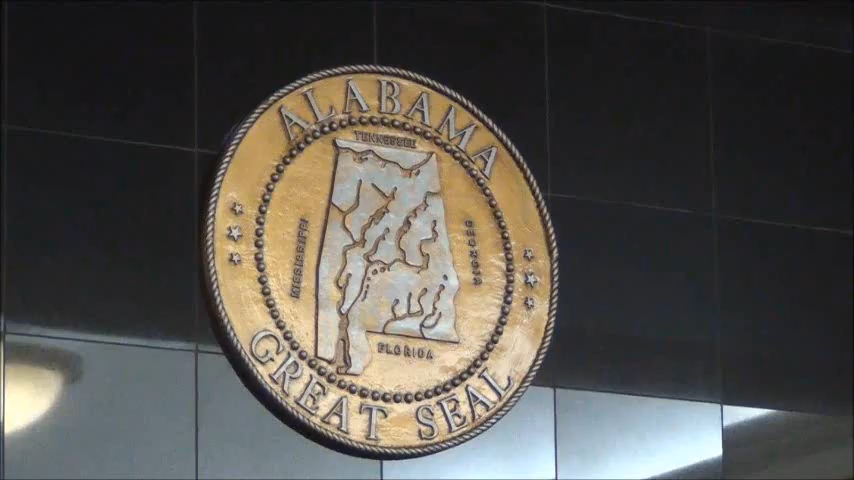 ALABAMA
TENNESSEE
MISSISSIPPI
GEORGIA
FLORIDA
GREAT SEAL